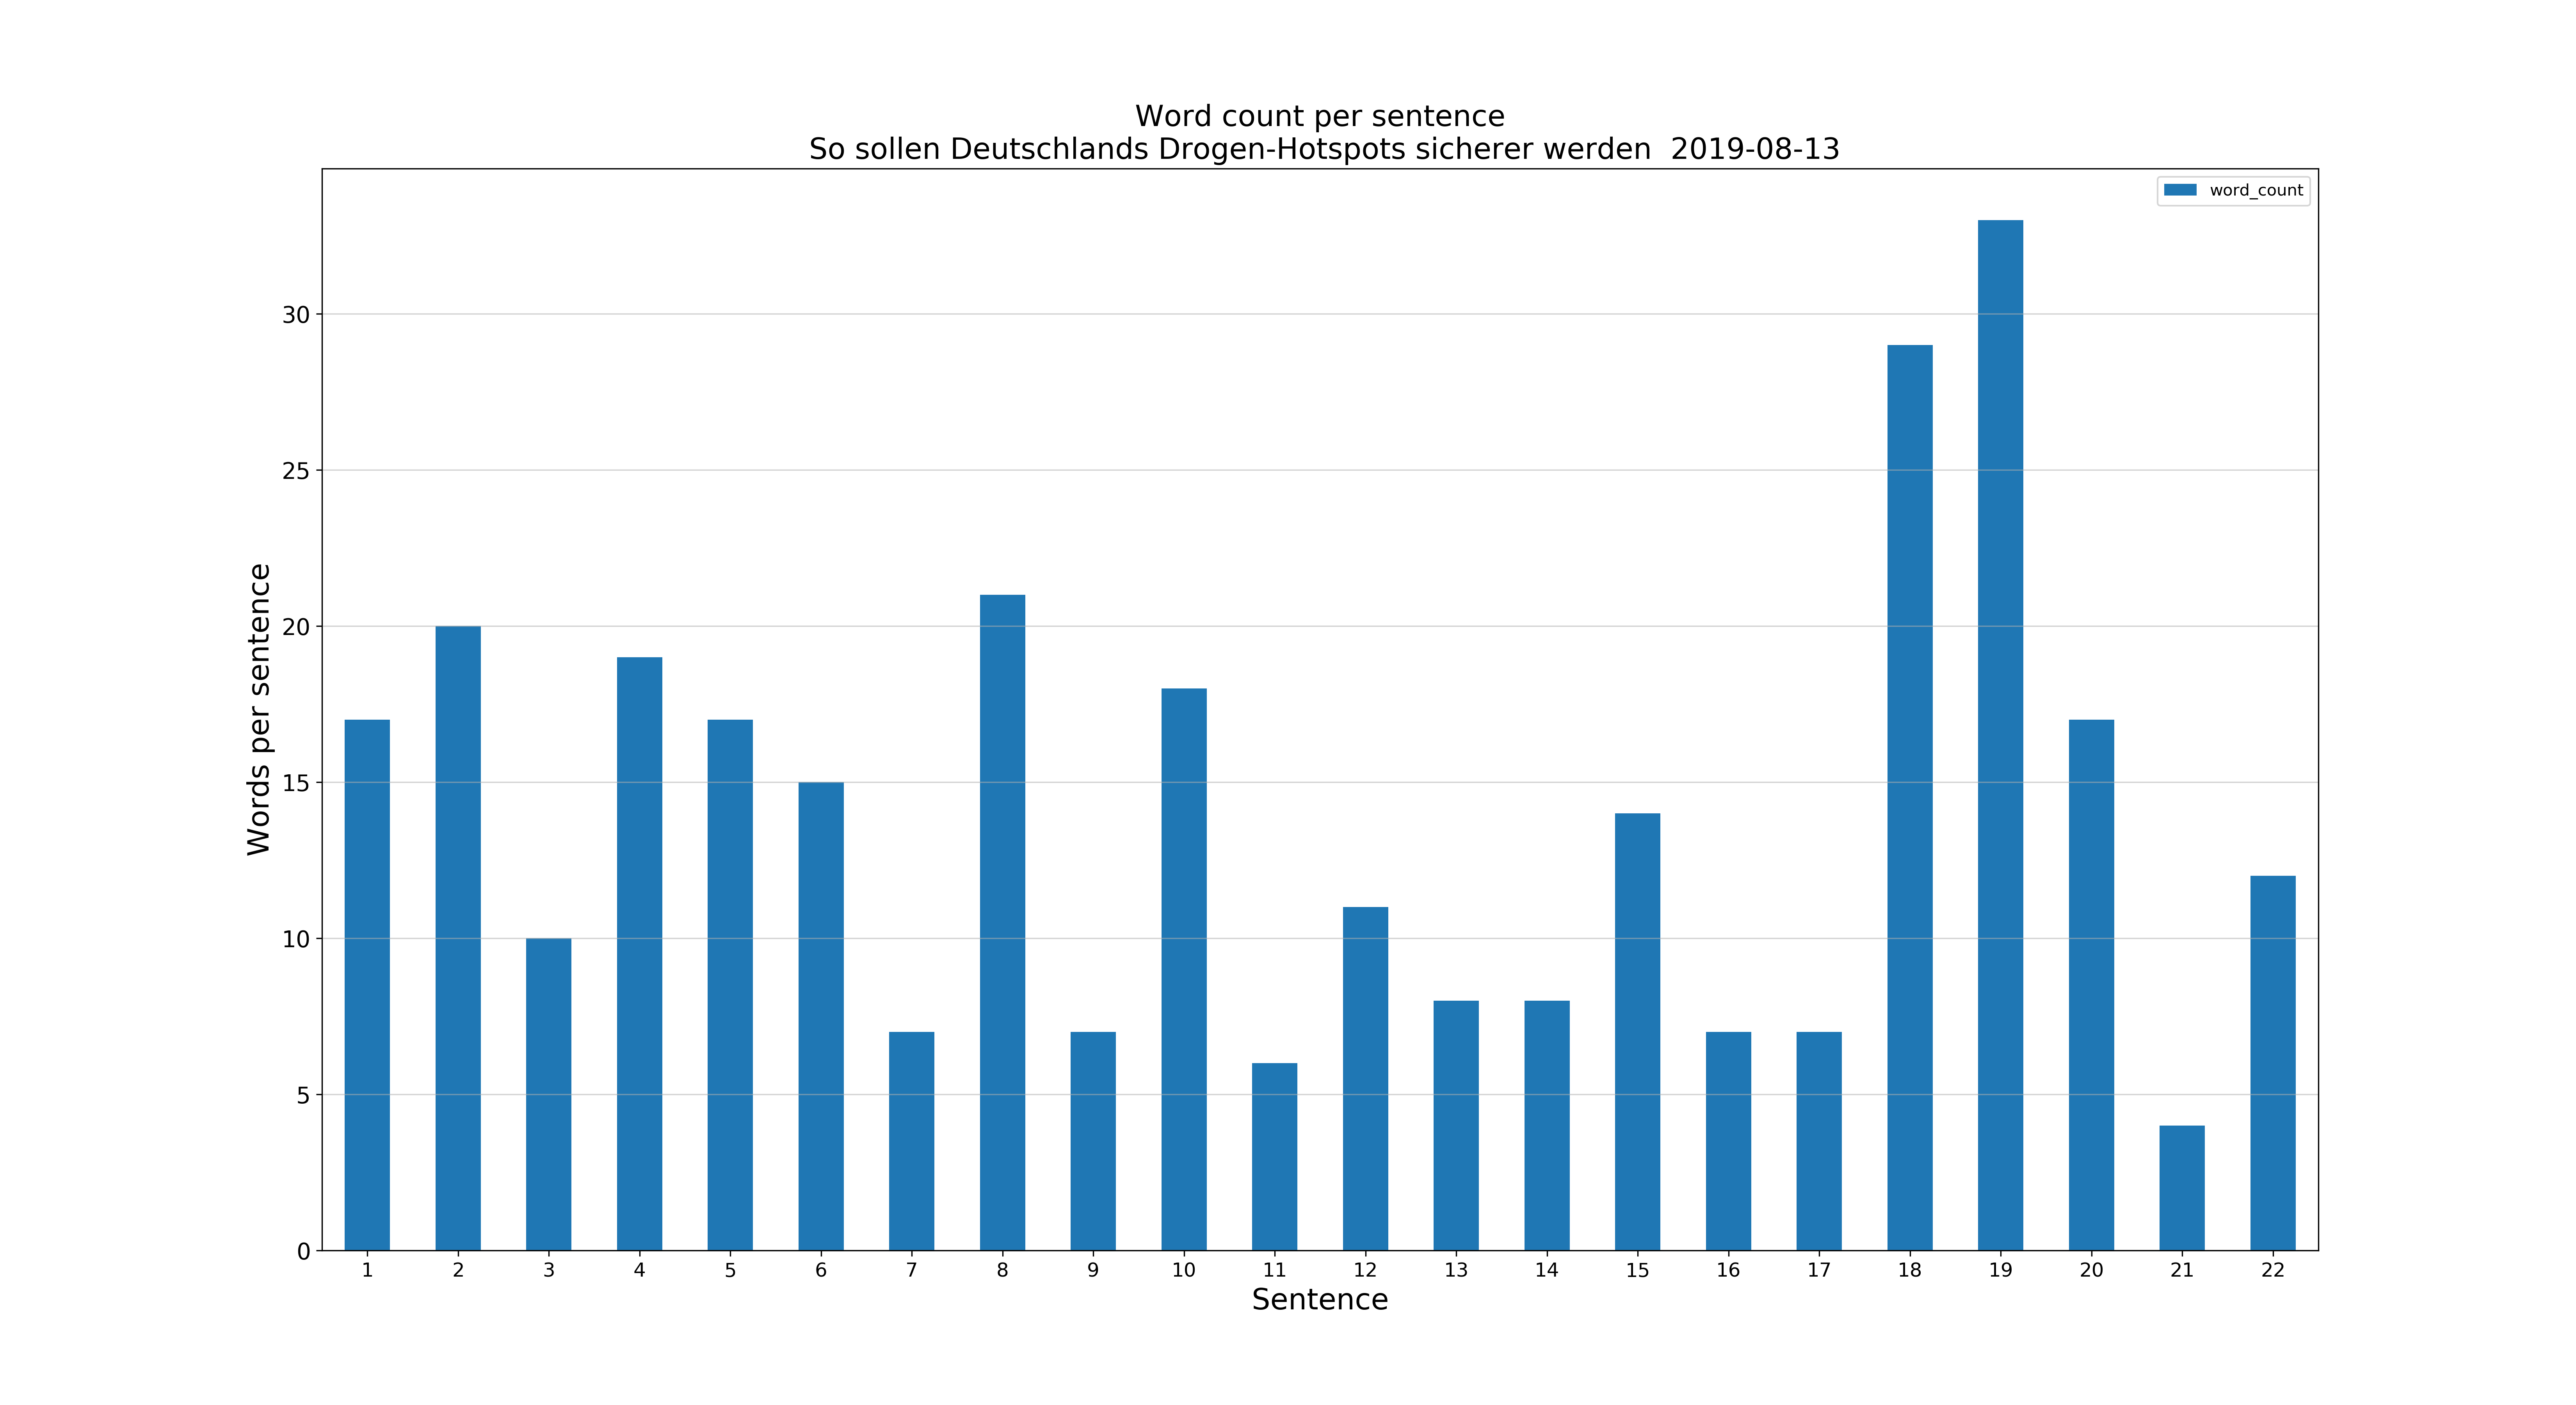 Word count per sentence
So sollen Deutschlands Drogen-Hotspots sicherer werden  2019-08-13
word_count
30
25
20
15
10
5
0
Words per sentence
1 2 3 4 5 6 7 8 9 10 11 12 13 14 15 16 17 18 19 20 21 22
Sentence